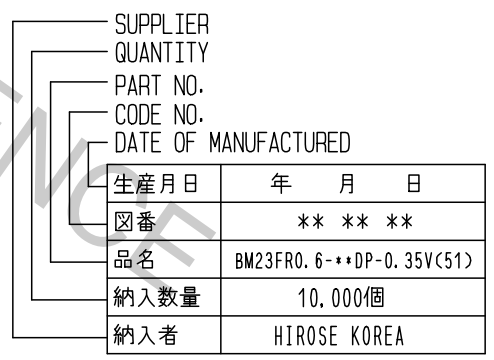 SUPPLIER
QUANTITY
PART NO.
CODE NO.
DATE OF MANUFACTURED
生産月日 年 月 日
図番 ** ** **
品名 BM23FR0.6-**DP-0.35V(51)
納入数量 10,000個
納入者 HIROSE KOREA
ENCE